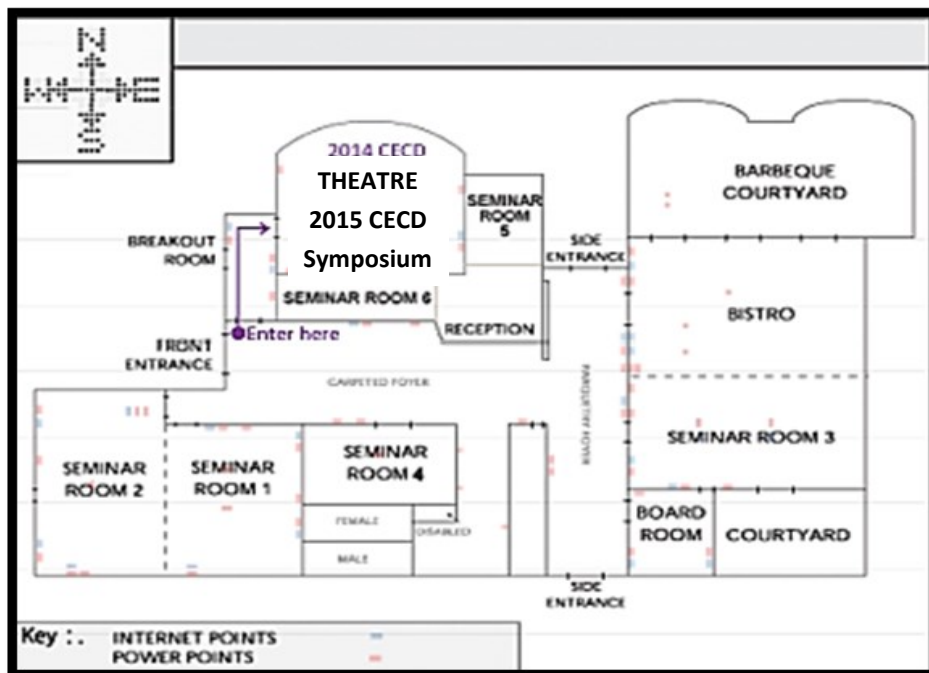 N
W E
S
2014 CECD
THEATRE
2015 CECD
Symposium
SEMINAR
ROOM
5
BARBEQUE
COURTYARD
BREAKOUT
ROOM
SIDE
ENTRANCE
SEMINAR ROOM 6
BISTRO
Enter here
RECEPTION
FRONT
ENTRANCE
CARPETED FOYER
PARQUETRY FOYER
SEMINAR
ROOM 2
SEMINAR
ROOM 1
SEMINAR
ROOM 4
SEMINAR ROOM 3
FEMALE
DISABLED
MALE
BOARD
ROOM
COURTYARD
SIDE
ENTRANCE
Key :. INTERNET POINTS
POWER POINTS